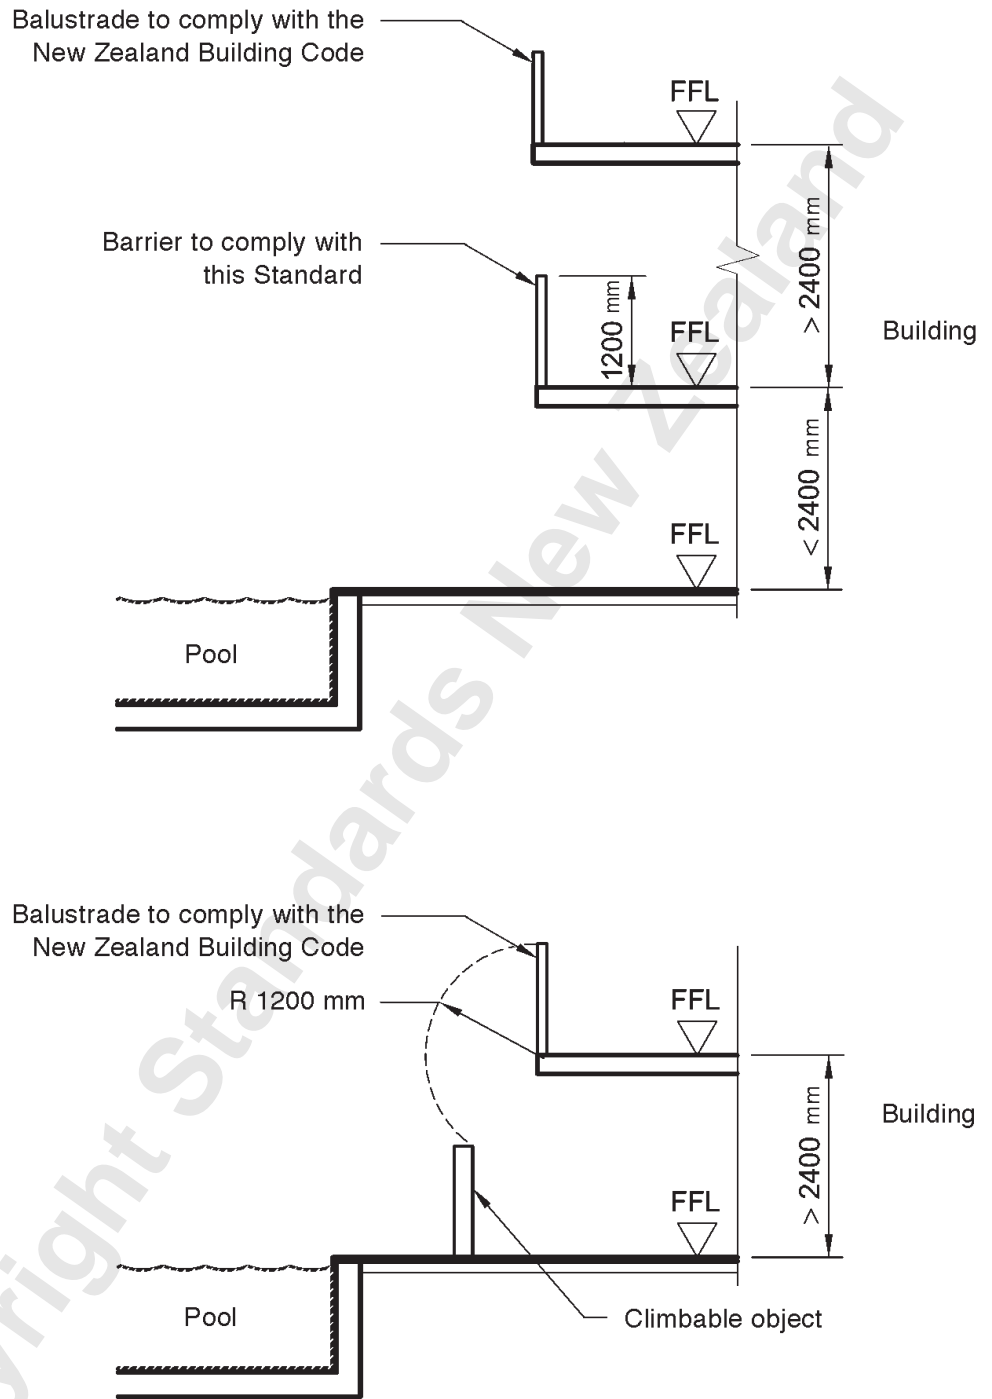 Balustrade to comply with the
New Zealand Building Code
FFL
> 2400 mm
Barrier to comply with
this Standard
1200 mm
FFL
Building
< 2400 mm
FFL
Pool
Balustrade to comply with the
New Zealand Building Code
R 1200 mm
FFL
> 2400 mm
Building
FFL
Pool
Climbable object
yright Standards New Zealand